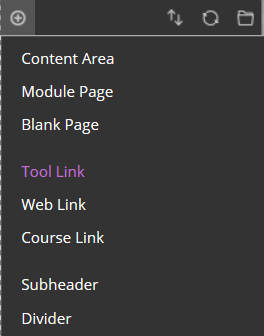 Content Area
Module Page
Blank Page
Tool Link
Web Link
Course Link
Subheader
Divider